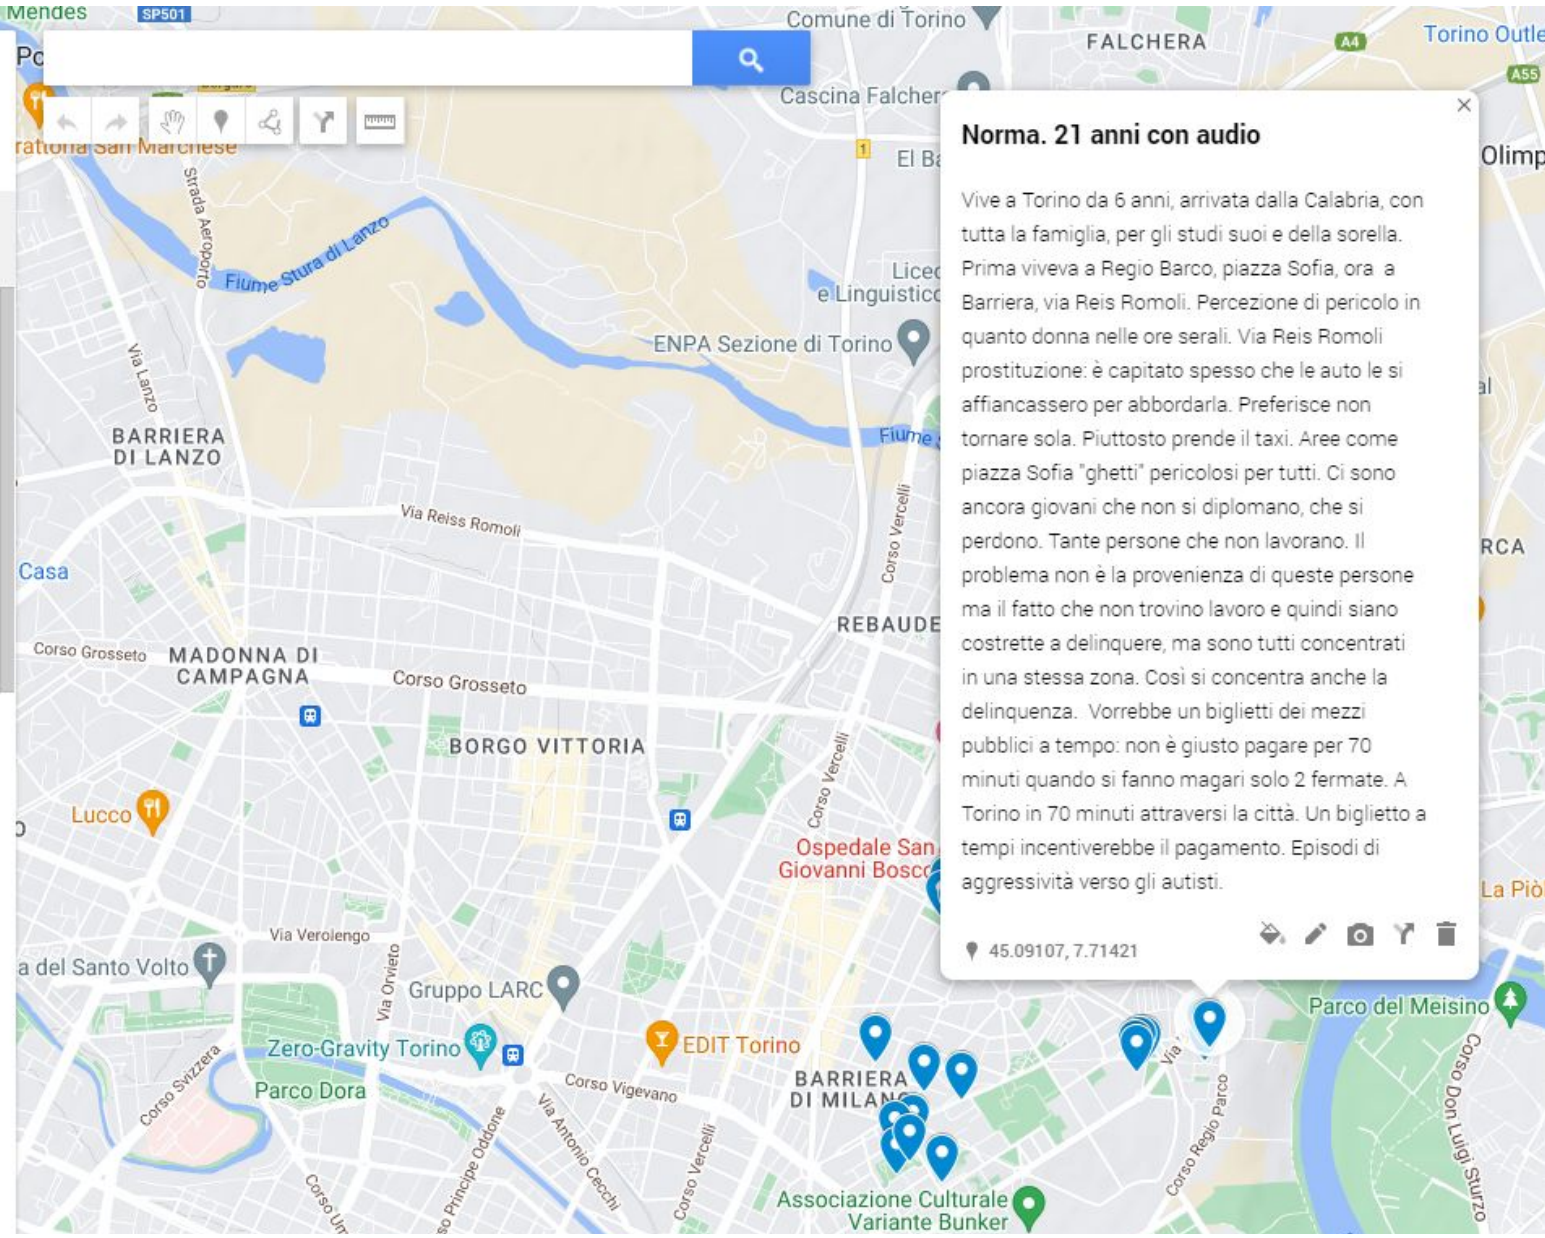 Mendes
SP501
Comune di Torino
FALCHERA
A4
Torino Outle
A55
Cascina Falcher
rattoria San Marchese
1
El Ba
Olimp
Strada Aeroporto
Fiume Stura di Lanzo
Liceo
e Linguistico
ENPA Sezione di Torino
Via Lanzo
BARRIERA
DI LANZO
Fiume
Via Reiss Romoli
Corso Vercelli
Casa
RCA
REBAUDE
Corso Grosseto
MADONNA DI
CAMPAGNA
Corso Grosseto
BORGO VITTORIA
Corso Vercelli
Lucco
Ospedale San
Giovanni Bosco
La Piòl
Via Verolengo
a del Santo Volto
Via Orvieto
Gruppo LARC
Parco del Meisino
Zero-Gravity Torino
EDIT Torino
Via
Corso Svizzera
Parco Dora
Corso Vigevano
BARRIERA
DI MILANO
Corso Regio Parco
Corso Don Luigi Sturzo
Via Antonio Cecchi
so Principe Oddone
Corso Vercelli
Corso Um
Associazione Culturale
Variante Bunker
Norma. 21 anni con audio
Vive a Torino da 6 anni, arrivata dalla Calabria, con
tutta la famiglia, per gli studi suoi e della sorella.
Prima viveva a Regio Barco, piazza Sofia, ora a
Barriera, via Reis Romoli. Percezione di pericolo in
quanto donna nelle ore serali. Via Reis Romoli
prostituzione: è capitato spesso che le auto le si
affiancassero per abbordarla. Preferisce non
tornare sola. Piuttosto prende il taxi. Aree come
piazza Sofia "ghetti" pericolosi per tutti. Ci sono
ancora giovani che non si diplomano, che si
perdono. Tante persone che non lavorano. Il
problema non è la provenienza di queste persone
ma il fatto che non trovino lavoro e quindi siano
costrette a delinquere, ma sono tutti concentrati
in una stessa zona. Così si concentra anche la
delinquenza. Vorrebbe un biglietti dei mezzi
pubblici a tempo: non è giusto pagare per 70
minuti quando si fanno magari solo 2 fermate. A
Torino in 70 minuti attraversi la città. Un biglietto a
tempi incentiverebbe il pagamento. Episodi di
aggressività verso gli autisti.
45.09107, 7.71421